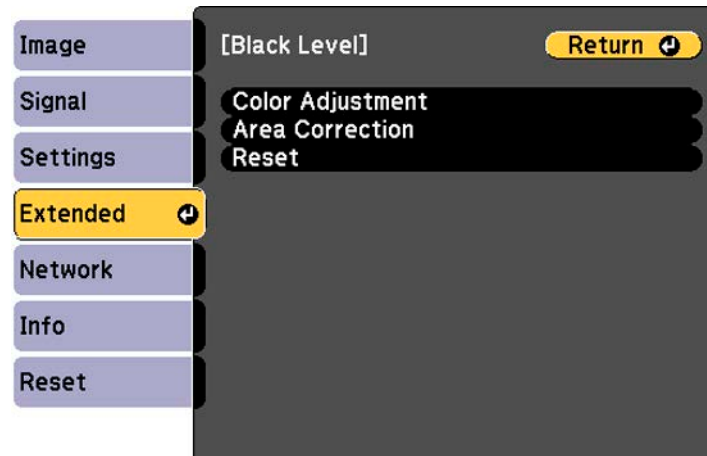 Image
Signal
Settings
Extended
Network
Info
Reset
[Black Level]
Return
Color Adjustment
Area Correction
Reset